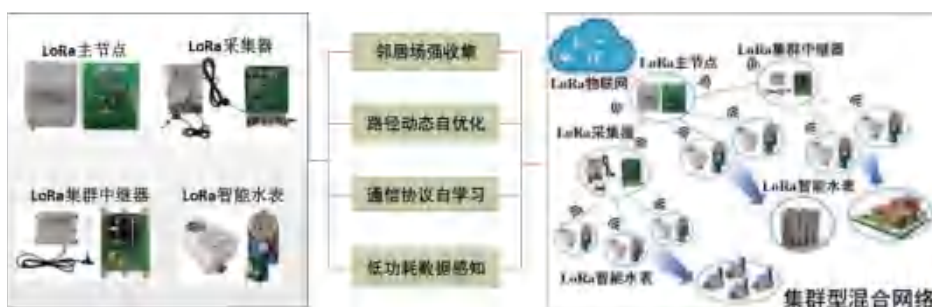 LoRa主节点
LoRa采集器
LoRa集群中继器
LoRa智能水表
邻居场强收集
路径动态自优化
通信协议自学习
低功耗数据感知
LoRa集群中继器
LoRa主节点
LoRa物联网
LoRa采集器
LoRa智能水表
LoRa智能水表
集群型混合网络